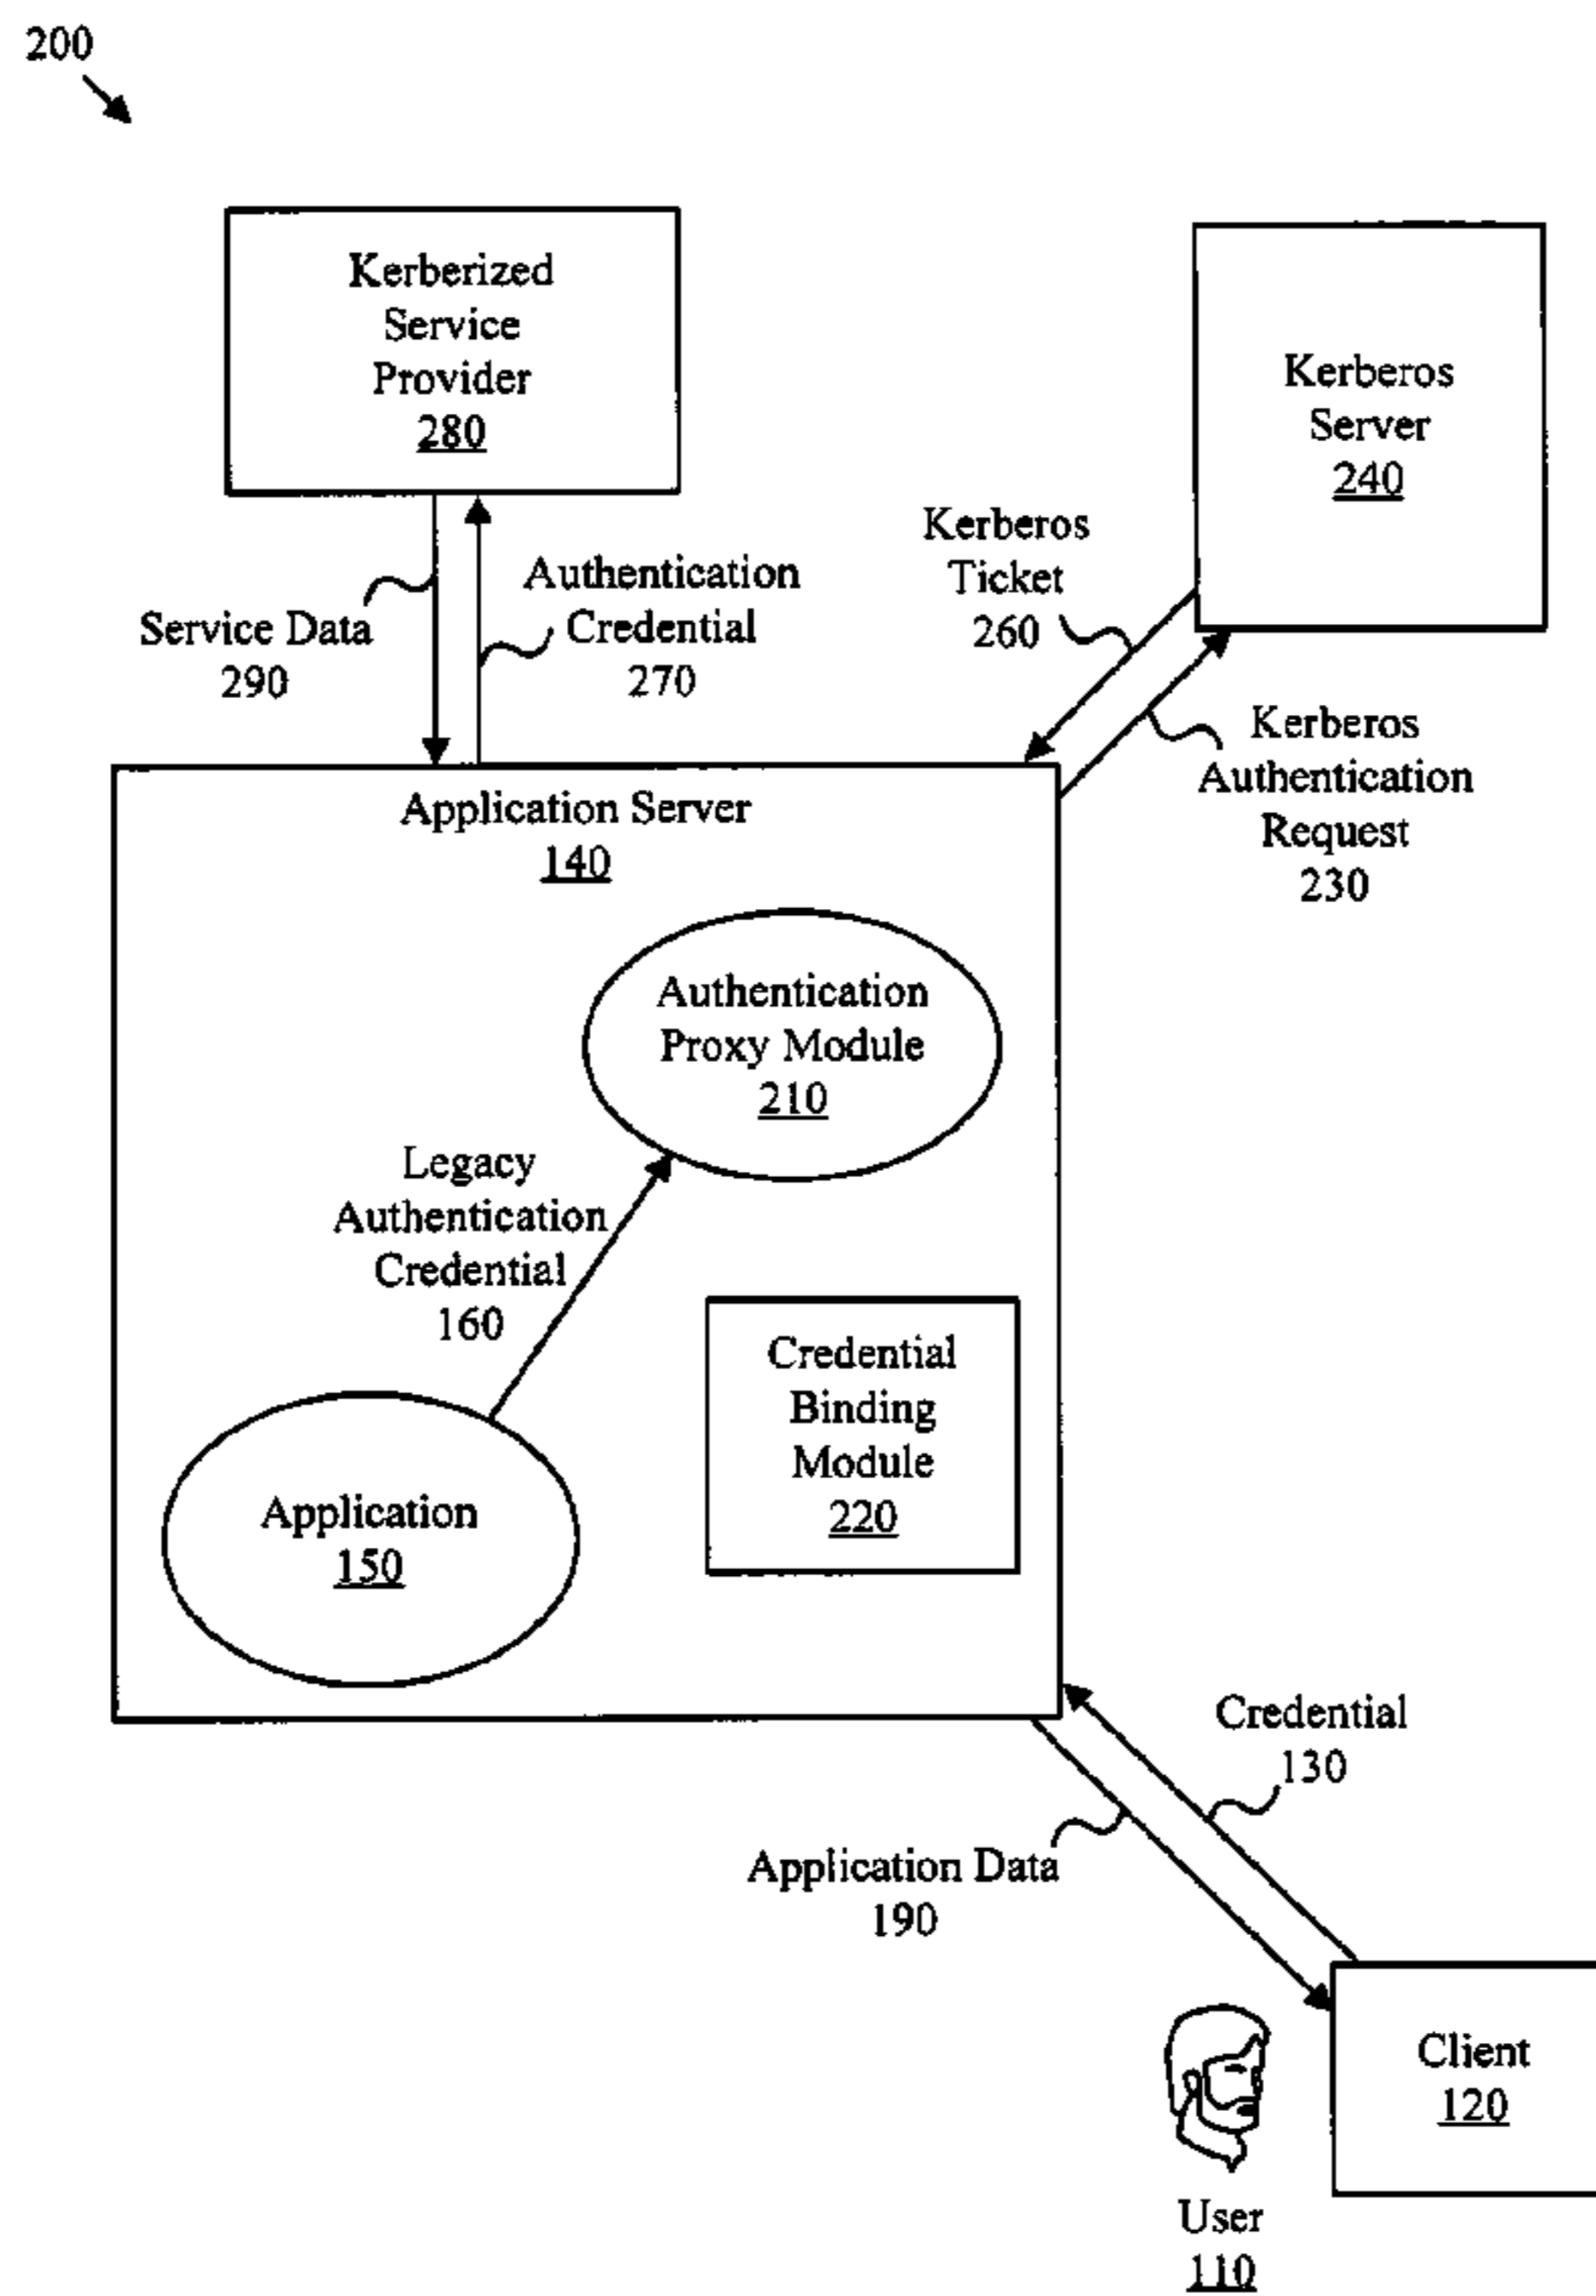 200
Kerberized
Service
Provider
280
Kerberos
Server
240
Kerberos
Ticket
260
Authentication
Credential
270
Service Data
290
Kerberos
Authentication
Request
230
Application Server
140
Authentication
Proxy Module
210
Legacy
Authentication
Credential
160
Credential
Binding
Module
220
Application
150
Credential
130
Application Data
190
Client
120
User
110